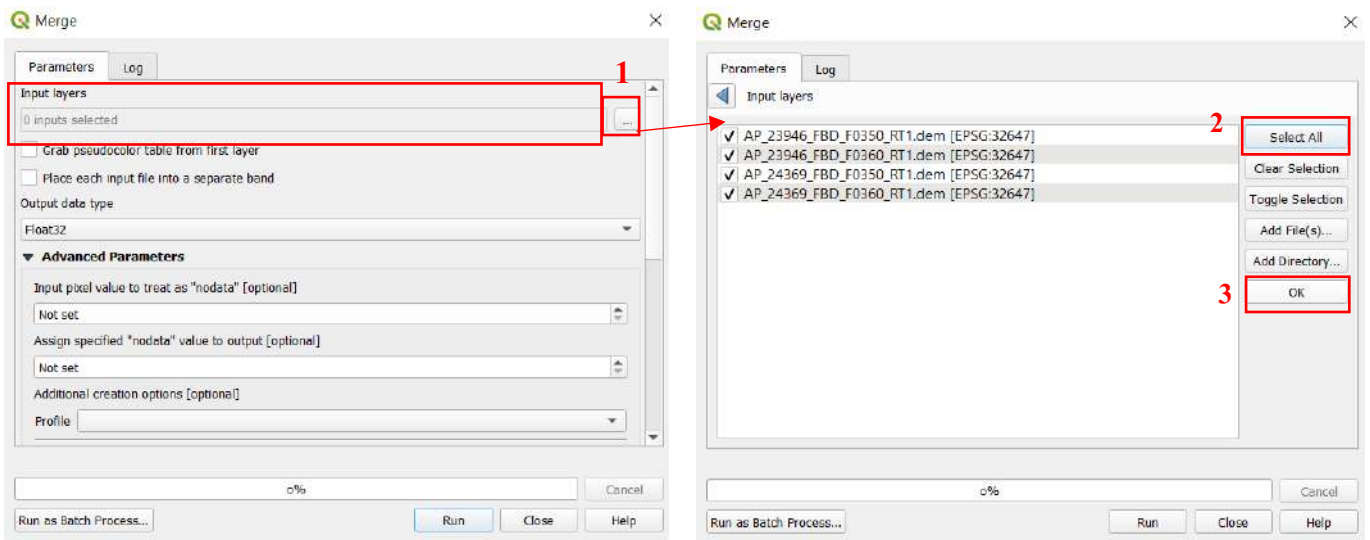 Merge
Parameters
Log
1
Input layers
0 inputs selected
...
Grab pseudocolor table from first layer
Place each input file into a separate band
Output data type
Float32
Advanced Parameters
Input pixel value to treat as "nodata" [optional]
Not set
Assign specified "nodata" value to output [optional]
Not set
Additional creation options [optional]
Profile
0%
Cancel
Run as Batch Process...
Run
Close
Help
Merge
Parameters
Log
Input layers
AP_23946_FBD_F0350_RT1.dem [EPSG:32647]
AP_23946_FBD_F0360_RT1.dem [EPSG:32647]
AP_24369_FBD_F0350_RT1.dem [EPSG:32647]
AP_24369_FBD_F0360_RT1.dem [EPSG:32647]
2
Select All
Clear Selection
Toggle Selection
Add File(s)...
Add Directory...
3
OK
0%
Cancel
Run as Batch Process...
Run
Close
Help